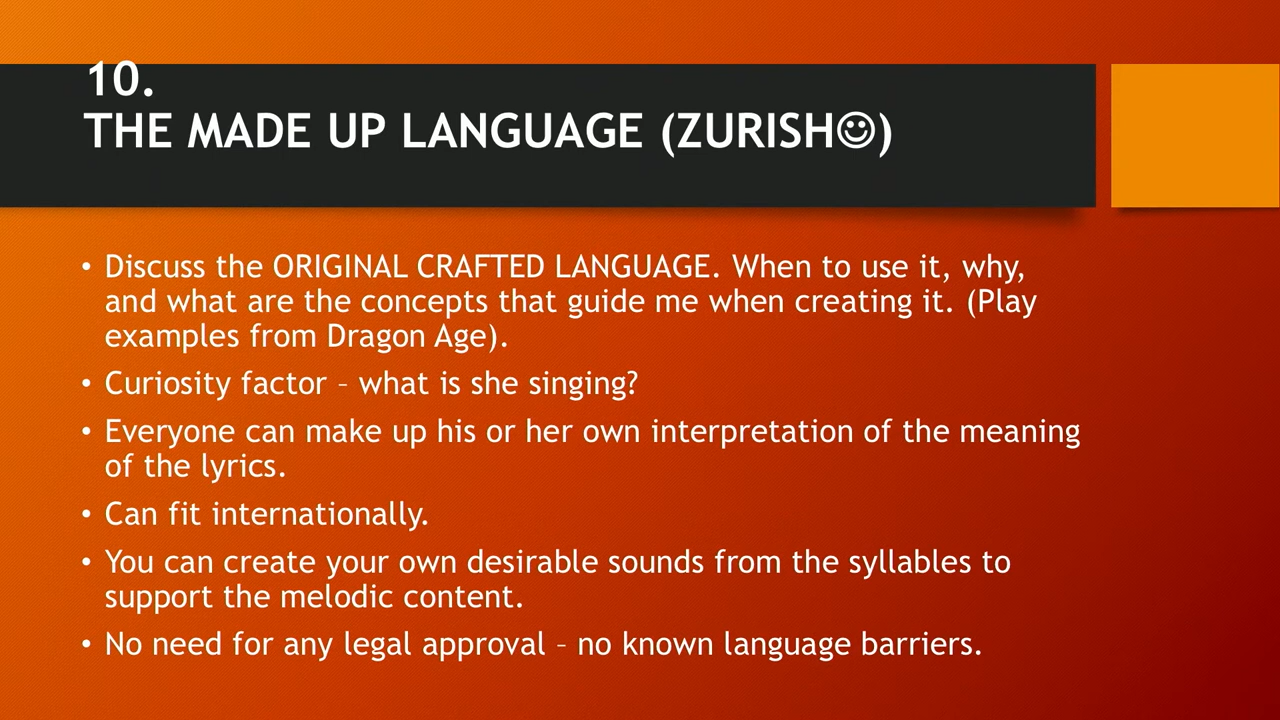 10.
THE MADE UP LANGUAGE (ZURISH☺)
• Discuss the ORIGINAL CRAFTED LANGUAGE. When to use it, why,
and what are the concepts that guide me when creating it. (Play
examples from Dragon Age).
• Curiosity factor – what is she singing?
• Everyone can make up his or her own interpretation of the meaning
of the lyrics.
• Can fit internationally.
• You can create your own desirable sounds from the syllables to
support the melodic content.
• No need for any legal approval – no known language barriers.